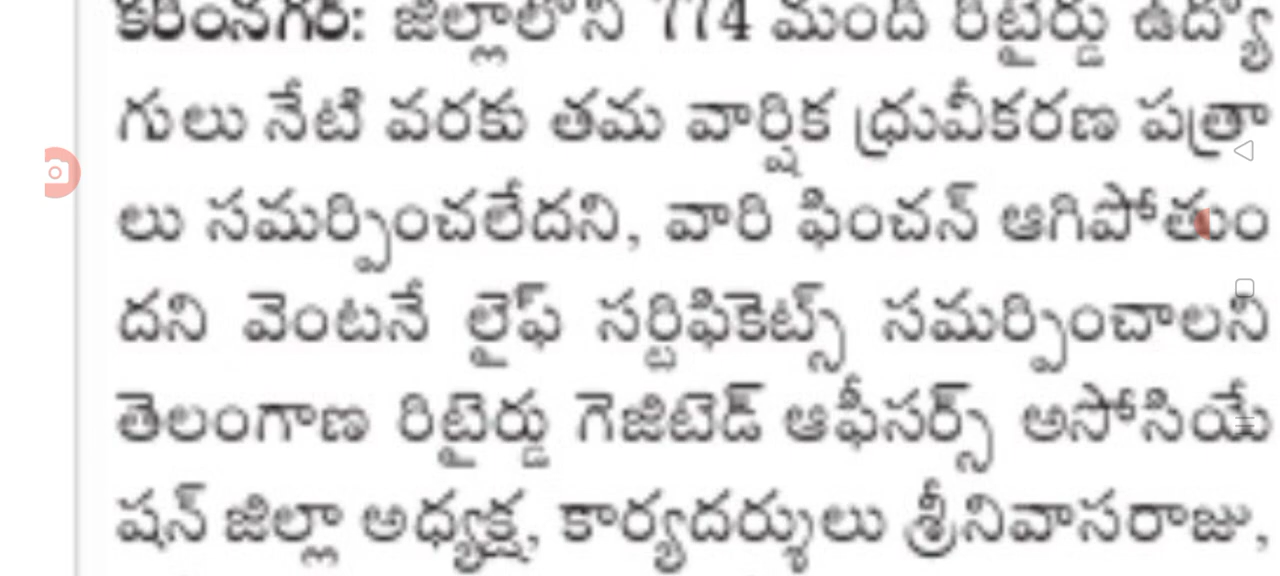 కరీంనగర్: జిల్లాలోని 774 మంది రిటైర్డు ఉద్యో
గులు నేటి వరకు తమ వార్షిక ధ్రువీకరణ పత్రా
లు సమర్పించలేదని, వారి ఫించన్ ఆగిపోతుం
దని వెంటనే లైఫ్ సర్టిఫికెట్స్ సమర్పించాలని
తెలంగాణ రిటైర్డు గెజిటెడ్ ఆఫీసర్స్ అసోసియే
షన్ జిల్లా అధ్యక్ష, కార్యదర్శులు శ్రీనివాసరాజు,